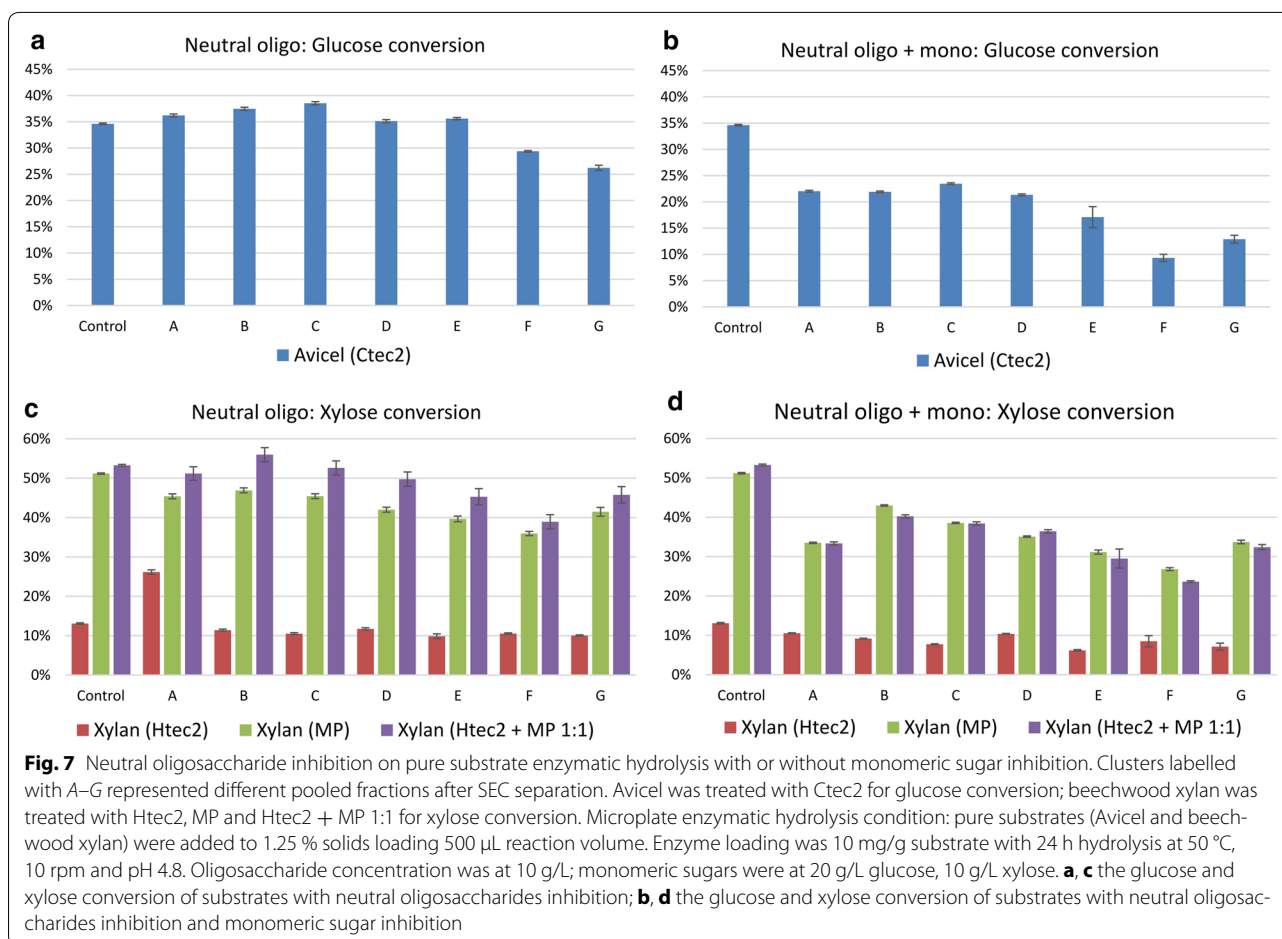 a
Neutral oligo: Glucose conversion
45%
40%
35%
30%
25%
20%
15%
10%
5%
0%
Control A B C D E F G
Avicel (Ctec2)
b
Neutral oligo + mono: Glucose conversion
45%
40%
35%
30%
25%
20%
15%
10%
5%
0%
Control A B C D E F G
Avicel (Ctec2)
c
Neutral oligo: Xylose conversion
60%
50%
40%
30%
20%
10%
0%
Control A B C D E F G
Xylan (Htec2) Xylan (MP) Xylan (Htec2 + MP 1:1)
d
Neutral oligo + mono: Xylose conversion
60%
50%
40%
30%
20%
10%
0%
Control A B C D E F G
Xylan (Htec2) Xylan (MP) Xylan (Htec2 + MP 1:1)
Fig. 7 Neutral oligosaccharide inhibition on pure substrate enzymatic hydrolysis with or without monomeric sugar inhibition. Clusters labelled
with A–G represented different pooled fractions after SEC separation. Avicel was treated with Ctec2 for glucose conversion; beechwood xylan was
treated with Htec2, MP and Htec2 + MP 1:1 for xylose conversion. Microplate enzymatic hydrolysis condition: pure substrates (Avicel and beech-
wood xylan) were added to 1.25 % solids loading 500 μL reaction volume. Enzyme loading was 10 mg/g substrate with 24 h hydrolysis at 50 °C,
10 rpm and pH 4.8. Oligosaccharide concentration was at 10 g/L; monomeric sugars were at 20 g/L glucose, 10 g/L xylose. a, c the glucose and
xylose conversion of substrates with neutral oligosaccharides inhibition; b, d the glucose and xylose conversion of substrates with neutral oligosac-
charides inhibition and monomeric sugar inhibition